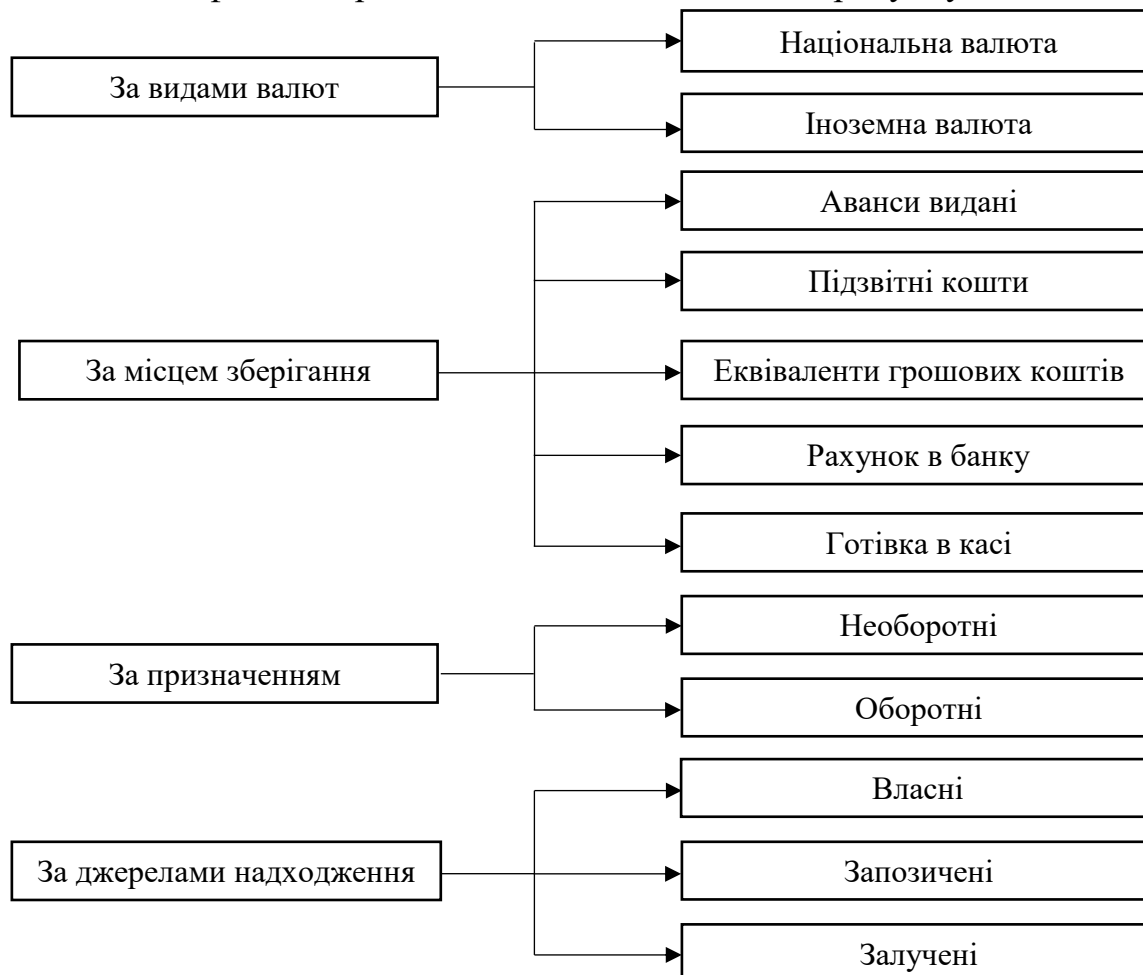 За видами валют
Національна валюта
Іноземна валюта
За місцем зберігання
Аванси видані
Підзвітні кошти
Еквіваленти грошових коштів
Рахунок в банку
Готівка в касі
За призначенням
Необоротні
Оборотні
За джерелами надходження
Власні
Запозичені
Залучені